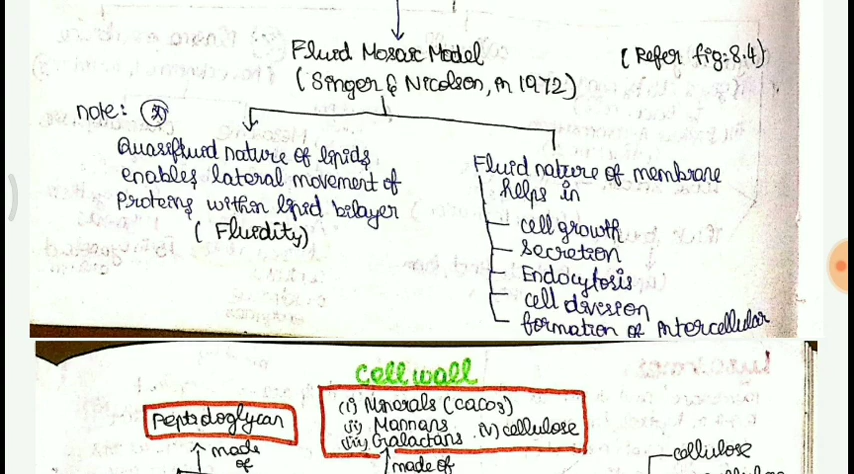 Fluid Mosaic Model
(Refer fig:8.4)
(Singer & Nicolson, in 1972)
note:
Quasifluid nature of lipids
enables lateral movement of
Proteins within lipid bilayer
(Fluidity)
Fluid nature of membrane
helps in
cell growth
secretion
Endocytosis
cell division
formation of intercellular
cell wall
Peptidoglycan
made
of
(i) Minerals (CaCO3)
(ii) Mannans
(iii) Galactans (iv) cellulose
made of
cellulose